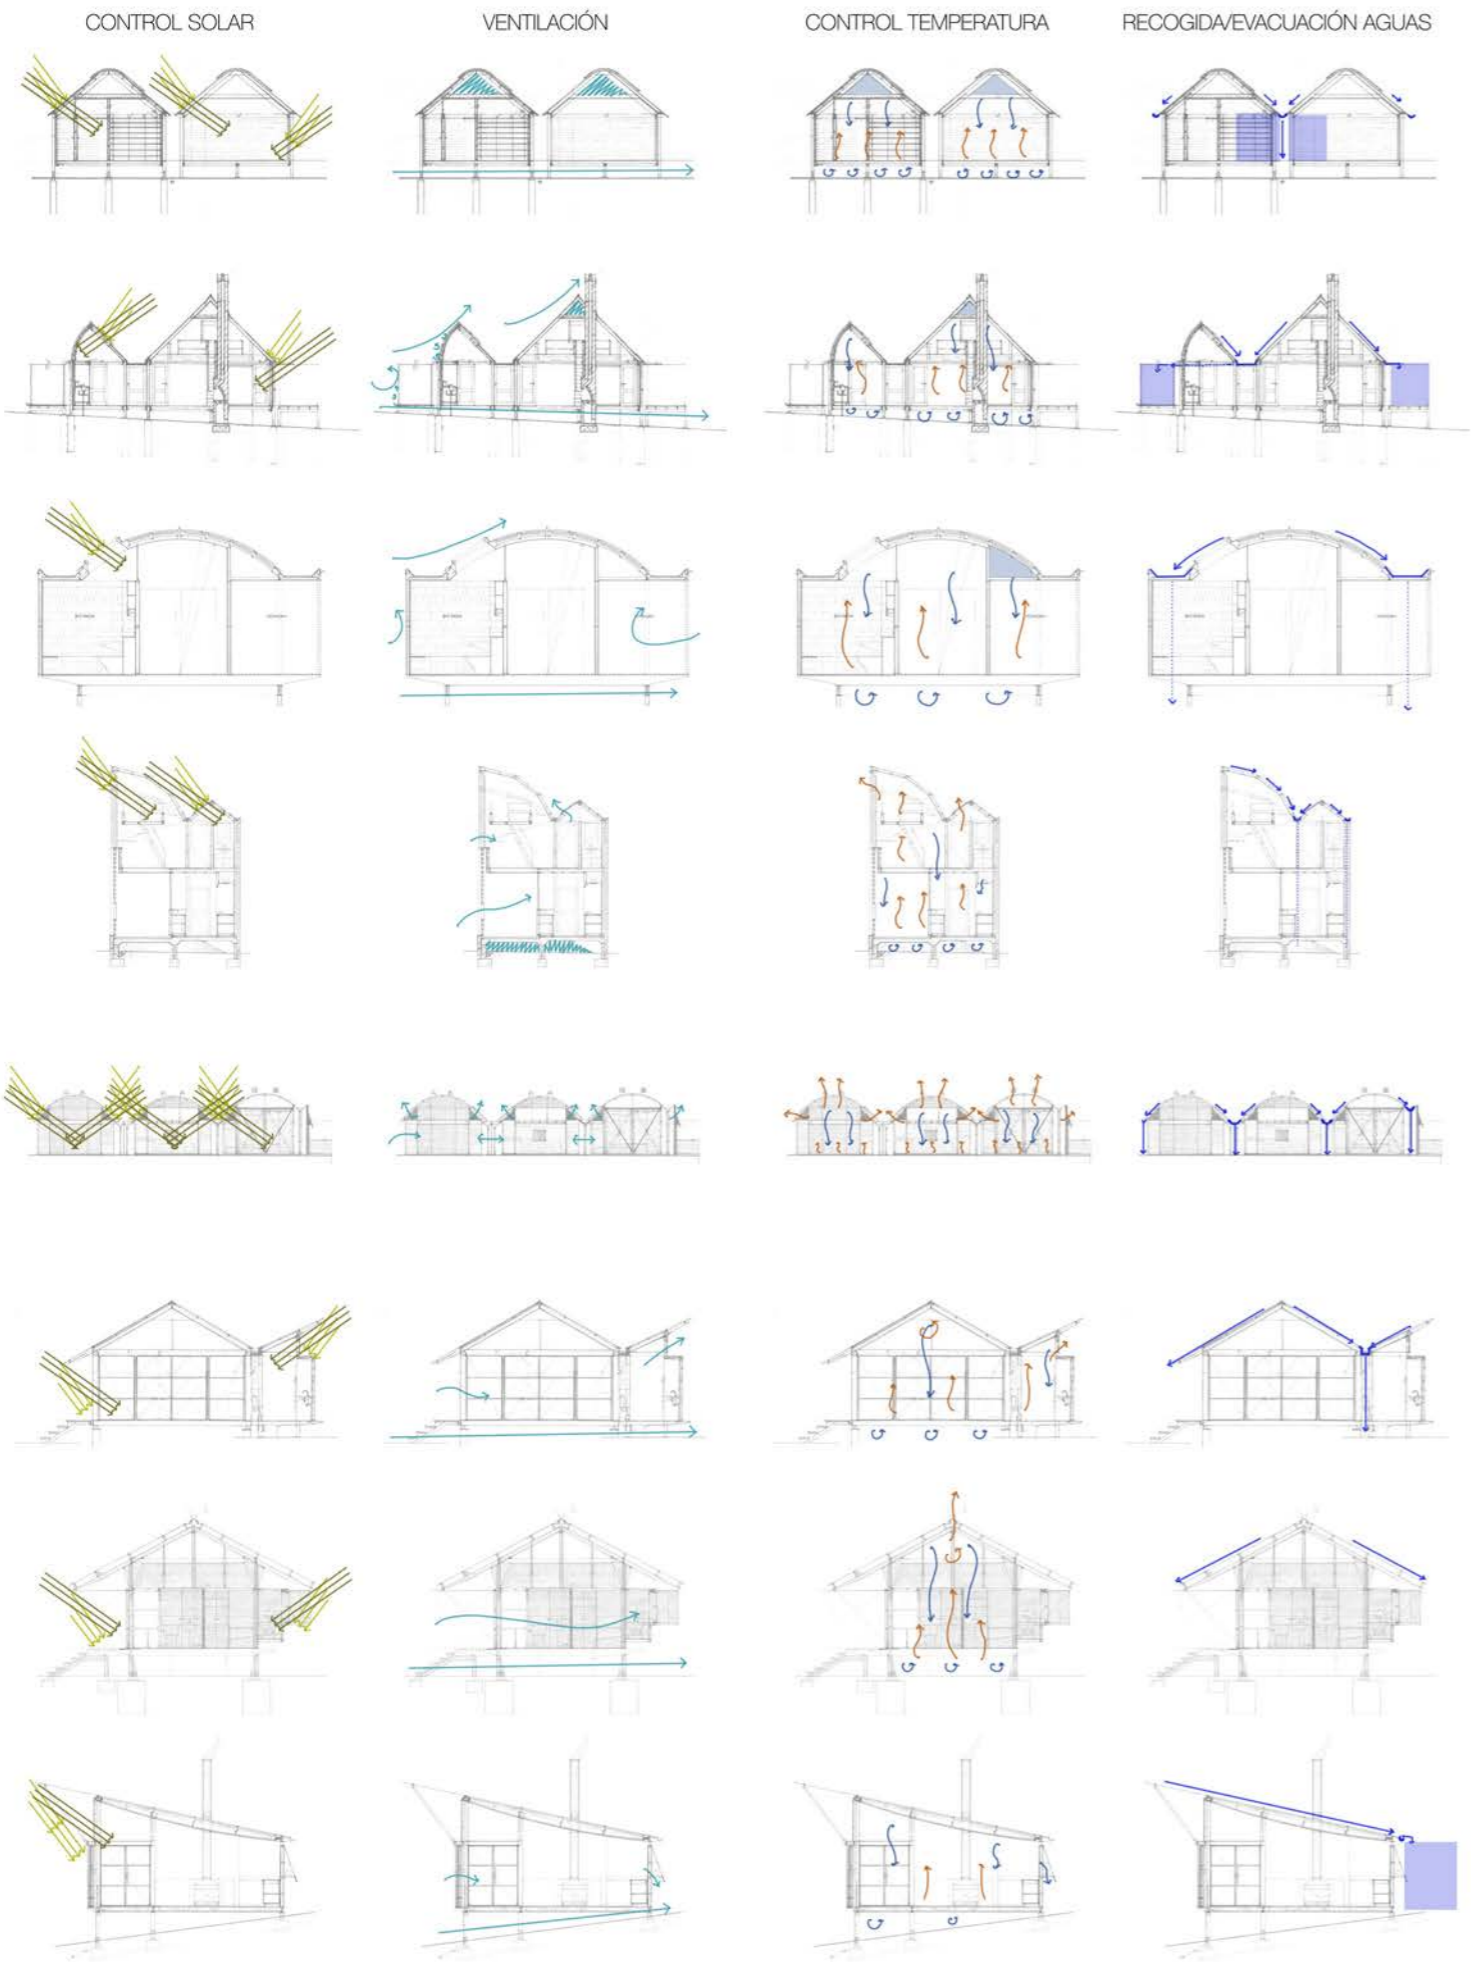 CONTROL SOLAR
VENTILACIÓN
CONTROL TEMPERATURA
RECOGIDA/EVACUACIÓN AGUAS